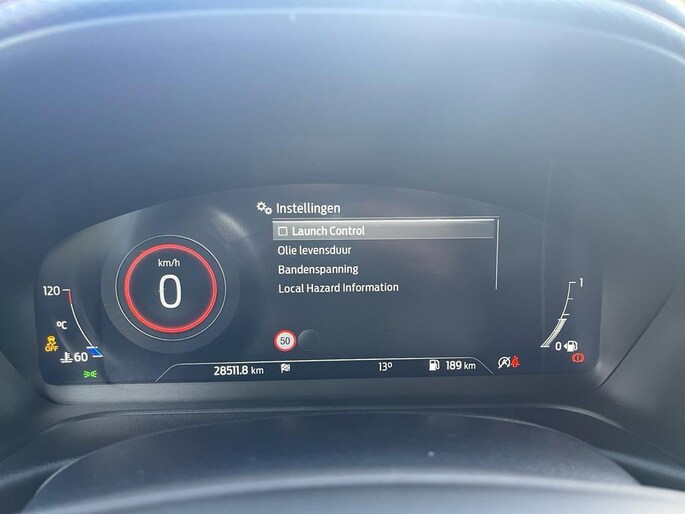 Instellingen
Launch Control
Olie levensduur
Bandenspanning
Local Hazard Information
km/h
0
120
°C
60
OFF
50
1
0
28511.8 km
13°
189 km